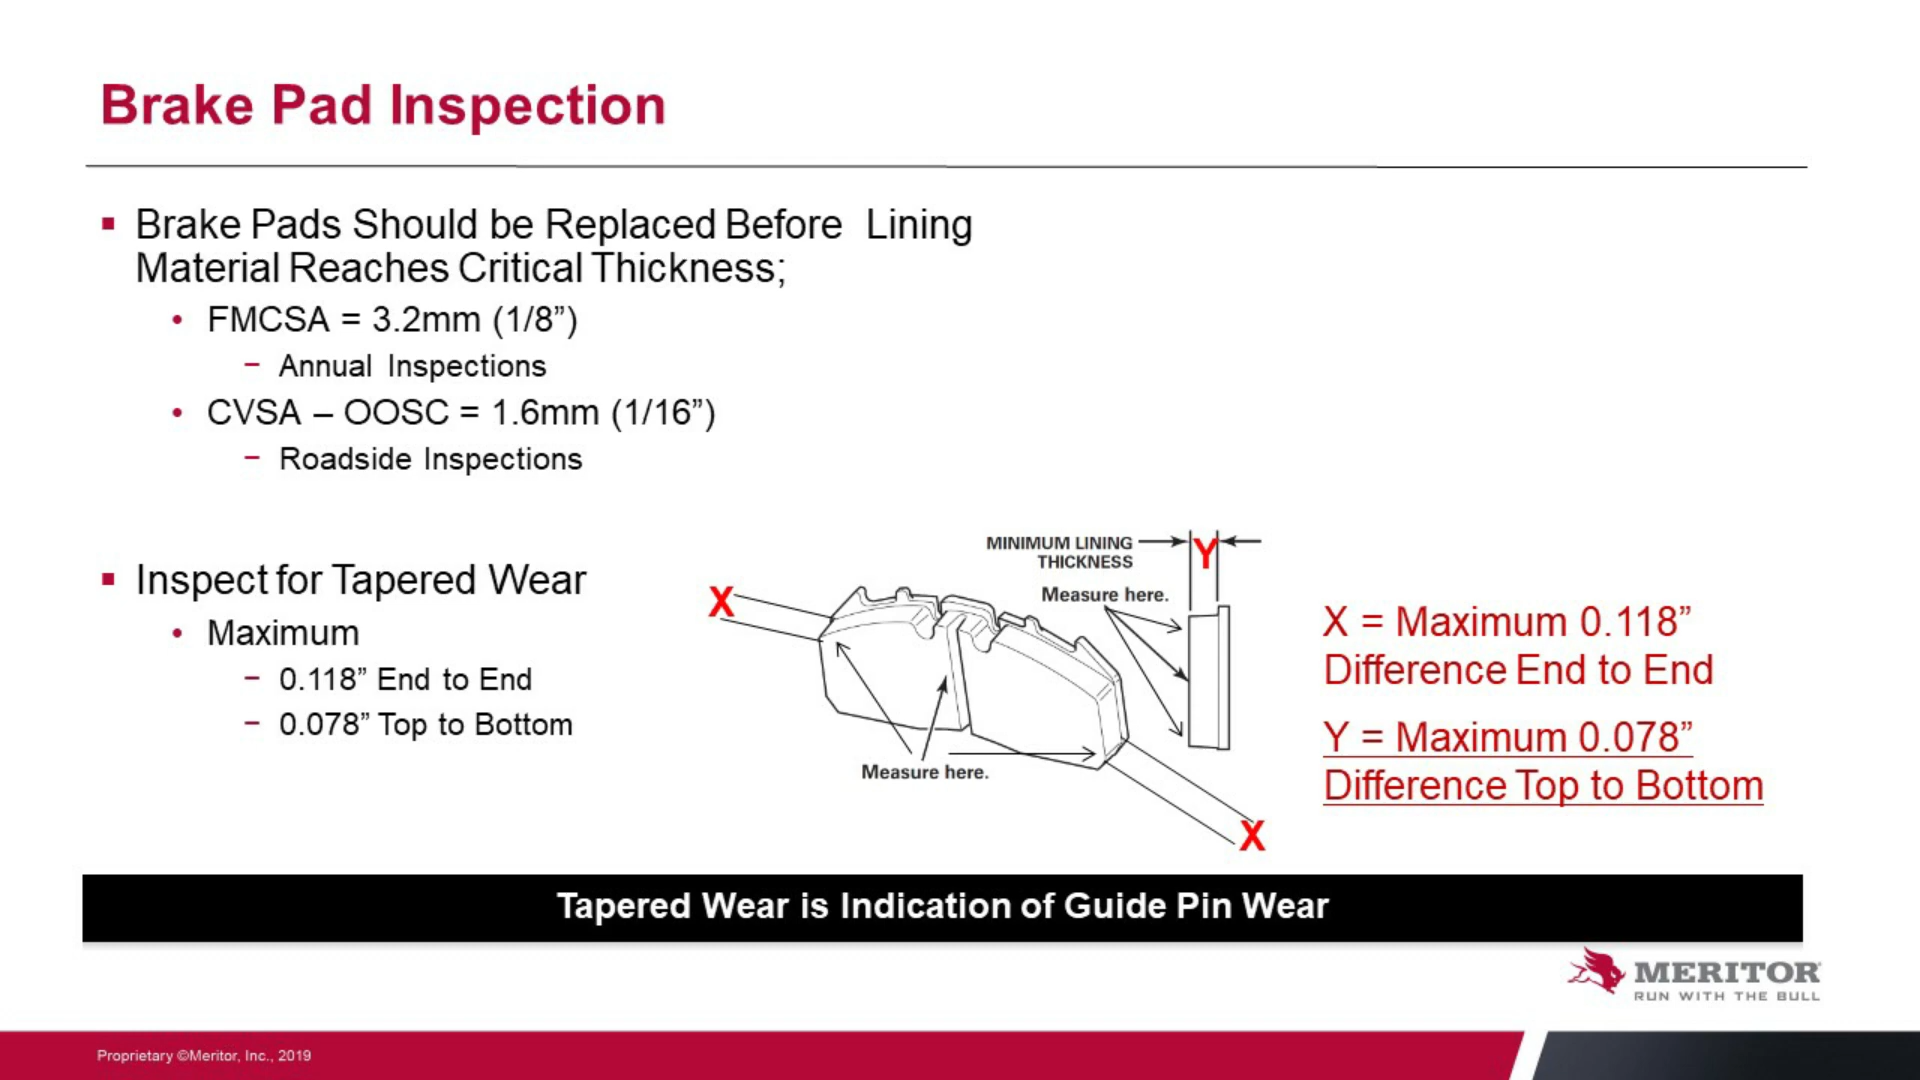 Brake Pad Inspection
▪ Brake Pads Should be Replaced Before Lining
Material Reaches Critical Thickness;
• FMCSA = 3.2mm (1/8”)
− Annual Inspections
• CVSA – OOSC = 1.6mm (1/16”)
− Roadside Inspections
▪ Inspect for Tapered Wear
• Maximum
− 0.118” End to End
− 0.078” Top to Bottom
MINIMUM LINING
THICKNESS
Y
Measure here.
X
Measure here.
X
X = Maximum 0.118”
Difference End to End
Y = Maximum 0.078”
Difference Top to Bottom
Tapered Wear is Indication of Guide Pin Wear
MERITOR
RUN WITH THE BULL
Proprietary ©Meritor, Inc., 2019